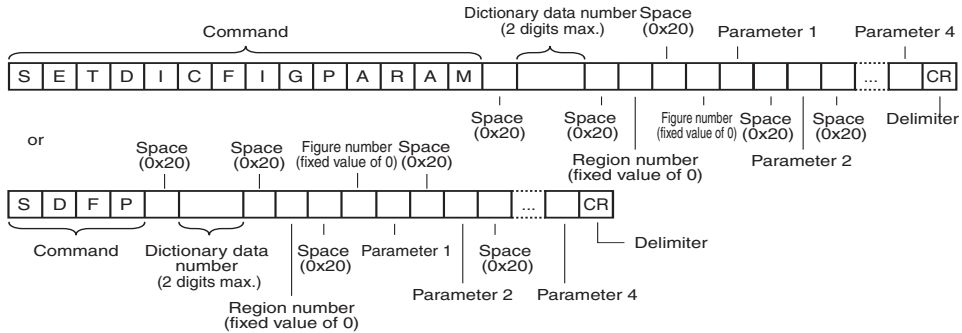 Command
Dictionary data number
(2 digits max.)
Space
(0x20)
Parameter 1
Parameter 4
S E T D I C F I G P A R A M ... CR
Space
(0x20)
Space
(0x20)
Figure number
(fixed value of 0)
Space
(0x20)
Space
(0x20)
Delimiter
Region number
(fixed value of 0)
Parameter 2
or
Space
(0x20)
Space
(0x20)
Figure number
(fixed value of 0)
Space
(0x20)
S D F P ... CR
Command
Dictionary data
number
(2 digits max.)
Space
(0x20)
Parameter 1
Space
(0x20)
Delimiter
Region number
(fixed value of 0)
Parameter 2
Parameter 4